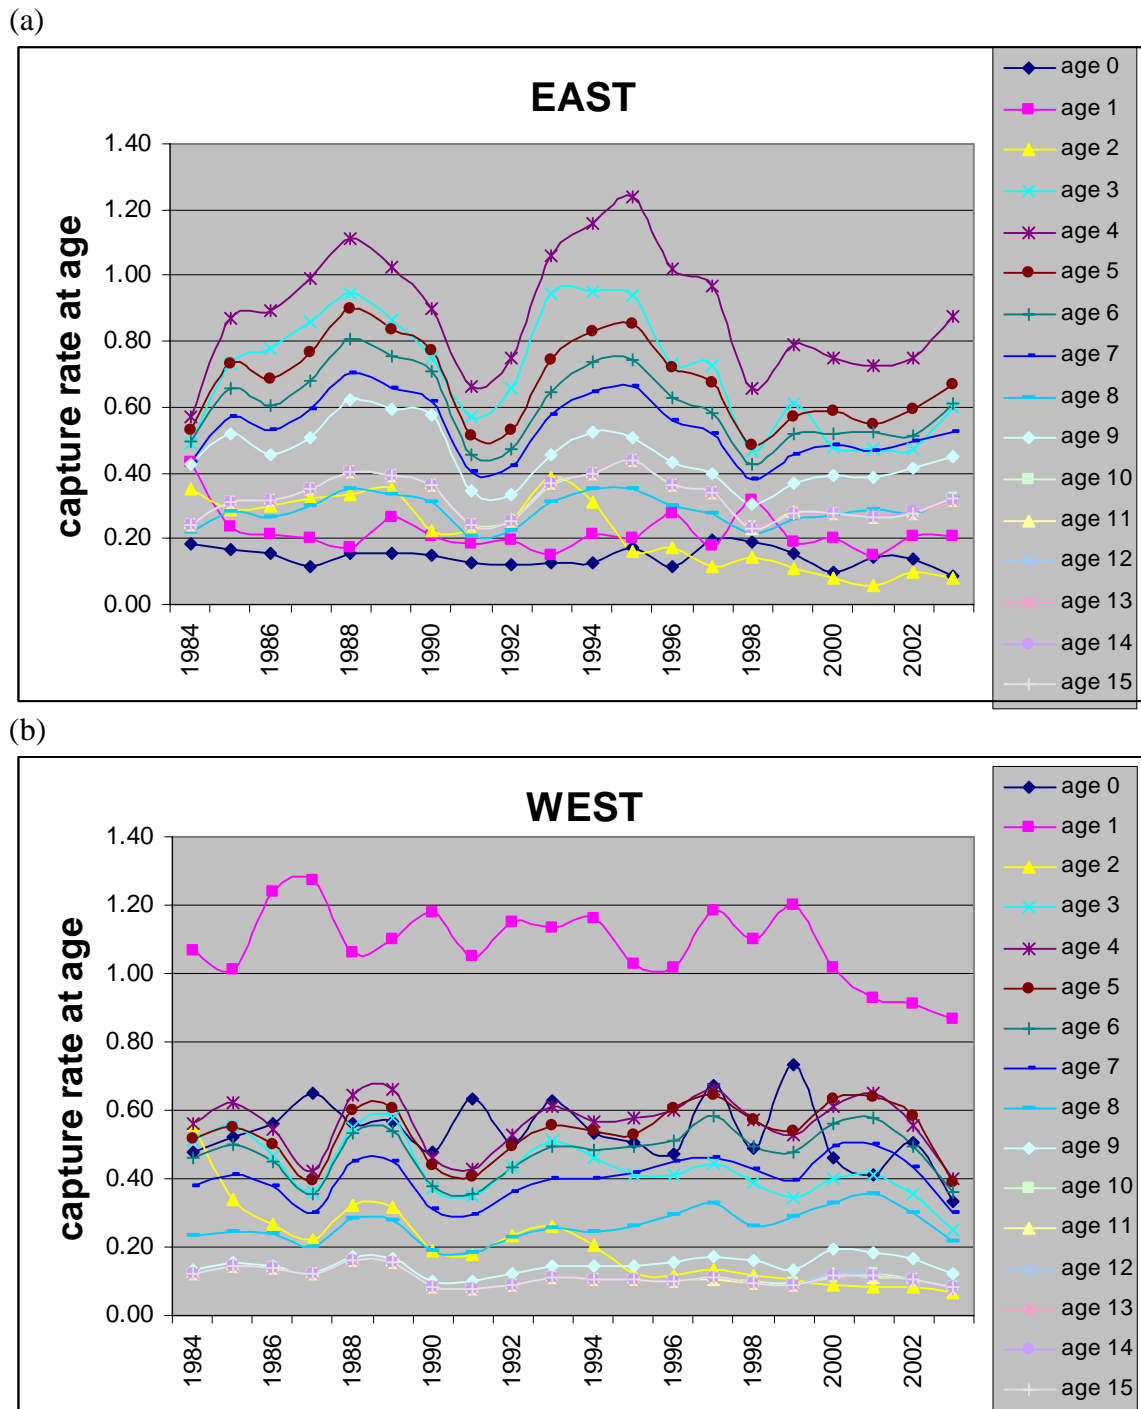 (a)
EAST
capture rate at age
1.40
1.20
1.00
0.80
0.60
0.40
0.20
0.00
1984
1986
1988
1990
1992
1994
1996
1998
2000
2002
age 0
age 1
age 2
age 3
age 4
age 5
age 6
age 7
age 8
age 9
age 10
age 11
age 12
age 13
age 14
age 15
(b)
WEST
capture rate at age
1.40
1.20
1.00
0.80
0.60
0.40
0.20
0.00
1984
1986
1988
1990
1992
1994
1996
1998
2000
2002
age 0
age 1
age 2
age 3
age 4
age 5
age 6
age 7
age 8
age 9
age 10
age 11
age 12
age 13
age 14
age 15